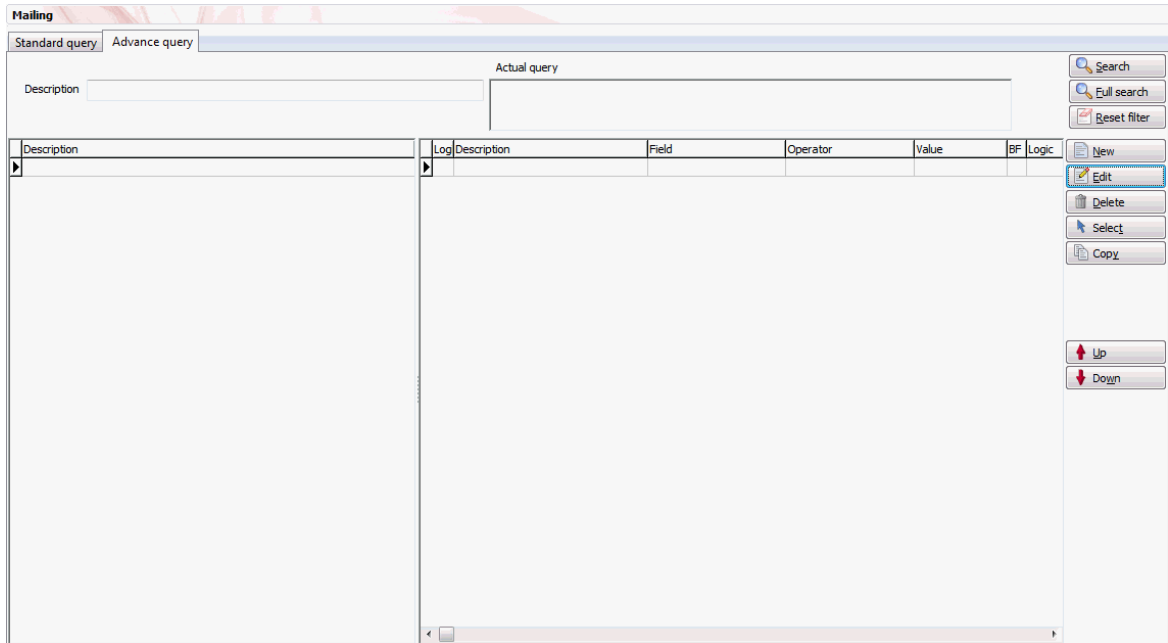 Mailing
Standard query Advance query
Actual query
Description
Search
Full search
Reset filter
Description
Log Description Field Operator Value BF Logic
New
Edit
Delete
Select
Copy
Up
Down